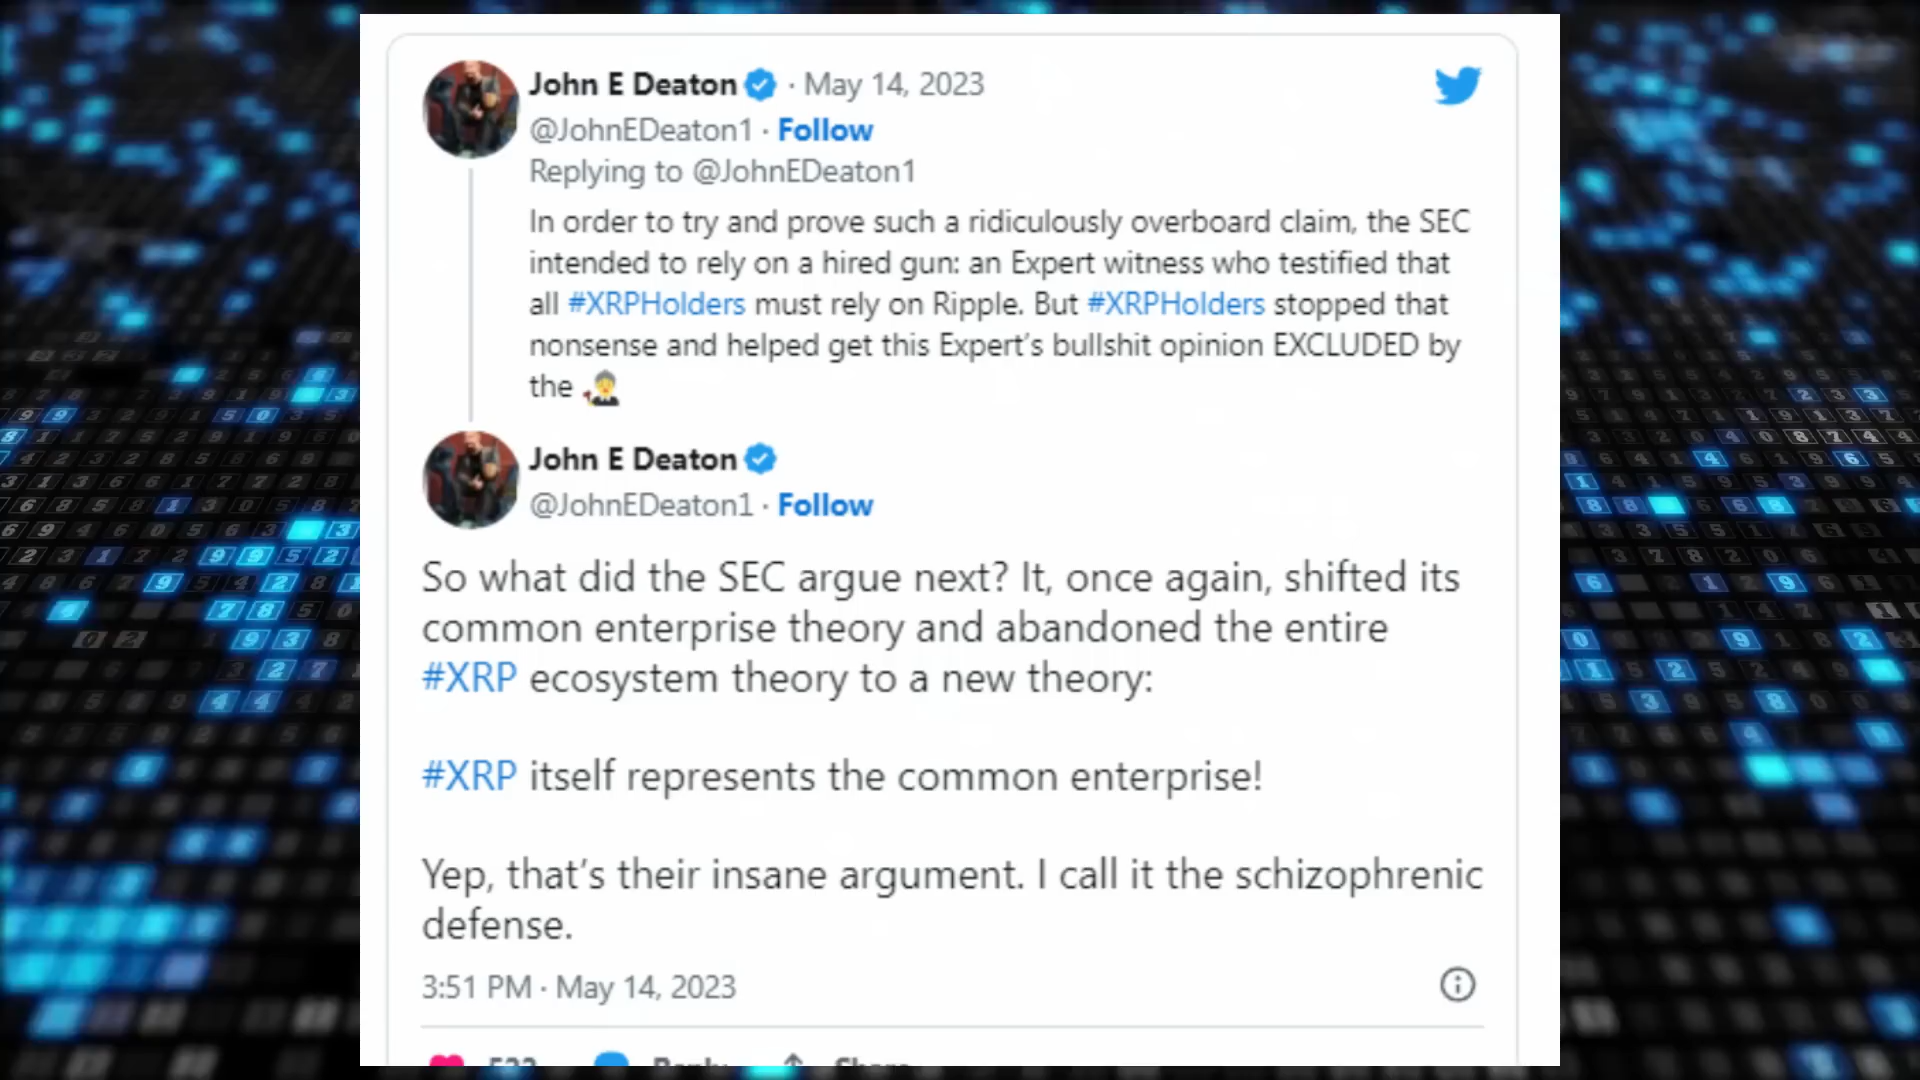 John E Deaton · May 14, 2023
@JohnEDeaton1 · Follow
Replying to @JohnEDeaton1
In order to try and prove such a ridiculously overboard claim, the SEC
intended to rely on a hired gun: an Expert witness who testified that
all #XRPHolders must rely on Ripple. But #XRPHolders stopped that
nonsense and helped get this Expert's bullshit opinion EXCLUDED by
the
John E Deaton
@JohnEDeaton1 · Follow
So what did the SEC argue next? It, once again, shifted its
common enterprise theory and abandoned the entire
#XRP ecosystem theory to a new theory:
#XRP itself represents the common enterprise!
Yep, that's their insane argument. I call it the schizophrenic
defense.
3:51 PM · May 14, 2023
Reply Share